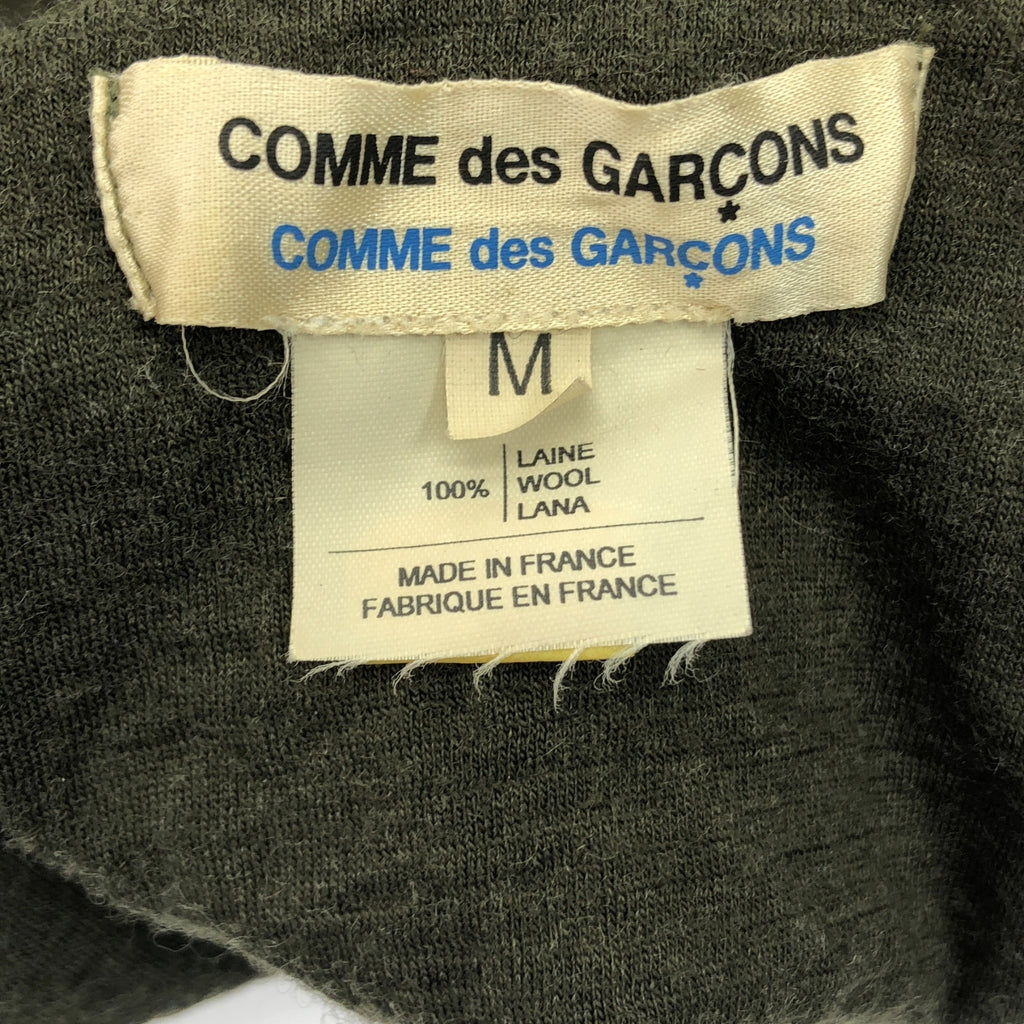 COMME des GARÇONS
COMME des GARÇONS
M
100%
LAINE
WOOL
LANA
MADE IN FRANCE
FABRIQUE EN FRANCE